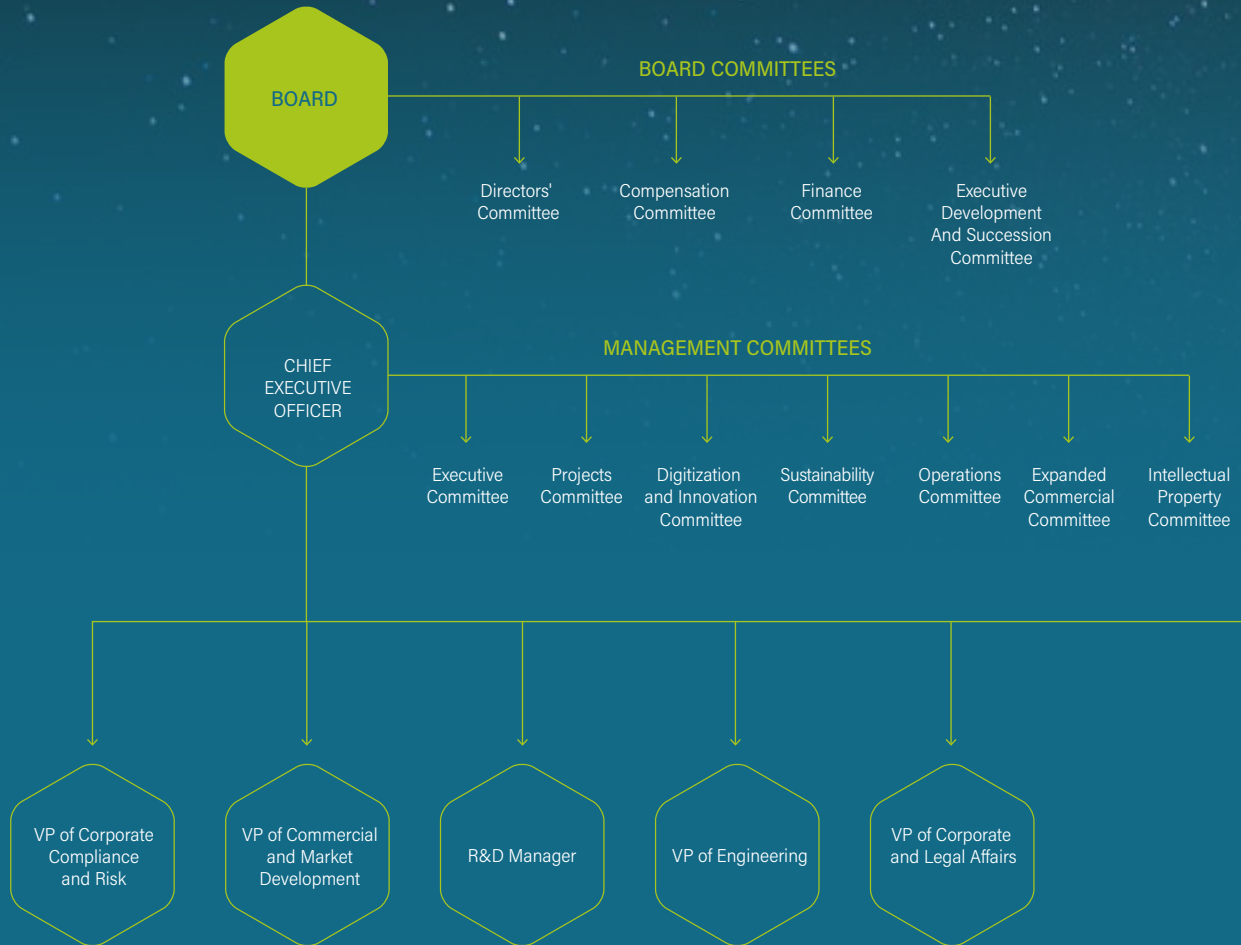 BOARD
BOARD COMMITTEES
Directors'
Committee
Compensation
Committee
Finance
Committee
Executive
Development
And Succession
Committee
CHIEF
EXECUTIVE
OFFICER
MANAGEMENT COMMITTEES
Executive
Committee
Projects
Committee
Digitization
and Innovation
Committee
Sustainability
Committee
Operations
Committee
Expanded
Commercial
Committee
Intellectual
Property
Committee
VP of Corporate
Compliance
and Risk
VP of Commercial
and Market
Development
R&D Manager
VP of Engineering
VP of Corporate
and Legal Affairs